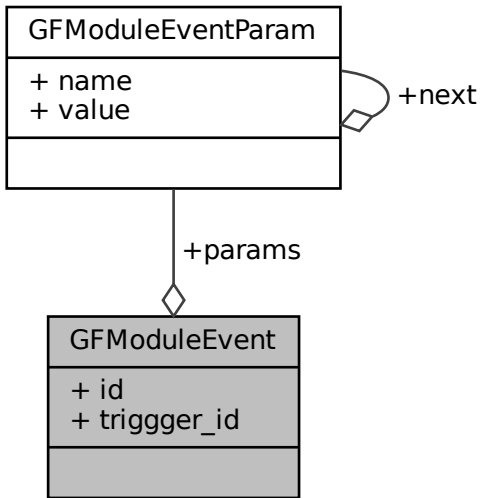 GFModuleEventParam
+ name
+ value
+next
+params
GFModuleEvent
+ id
+ triggger_id